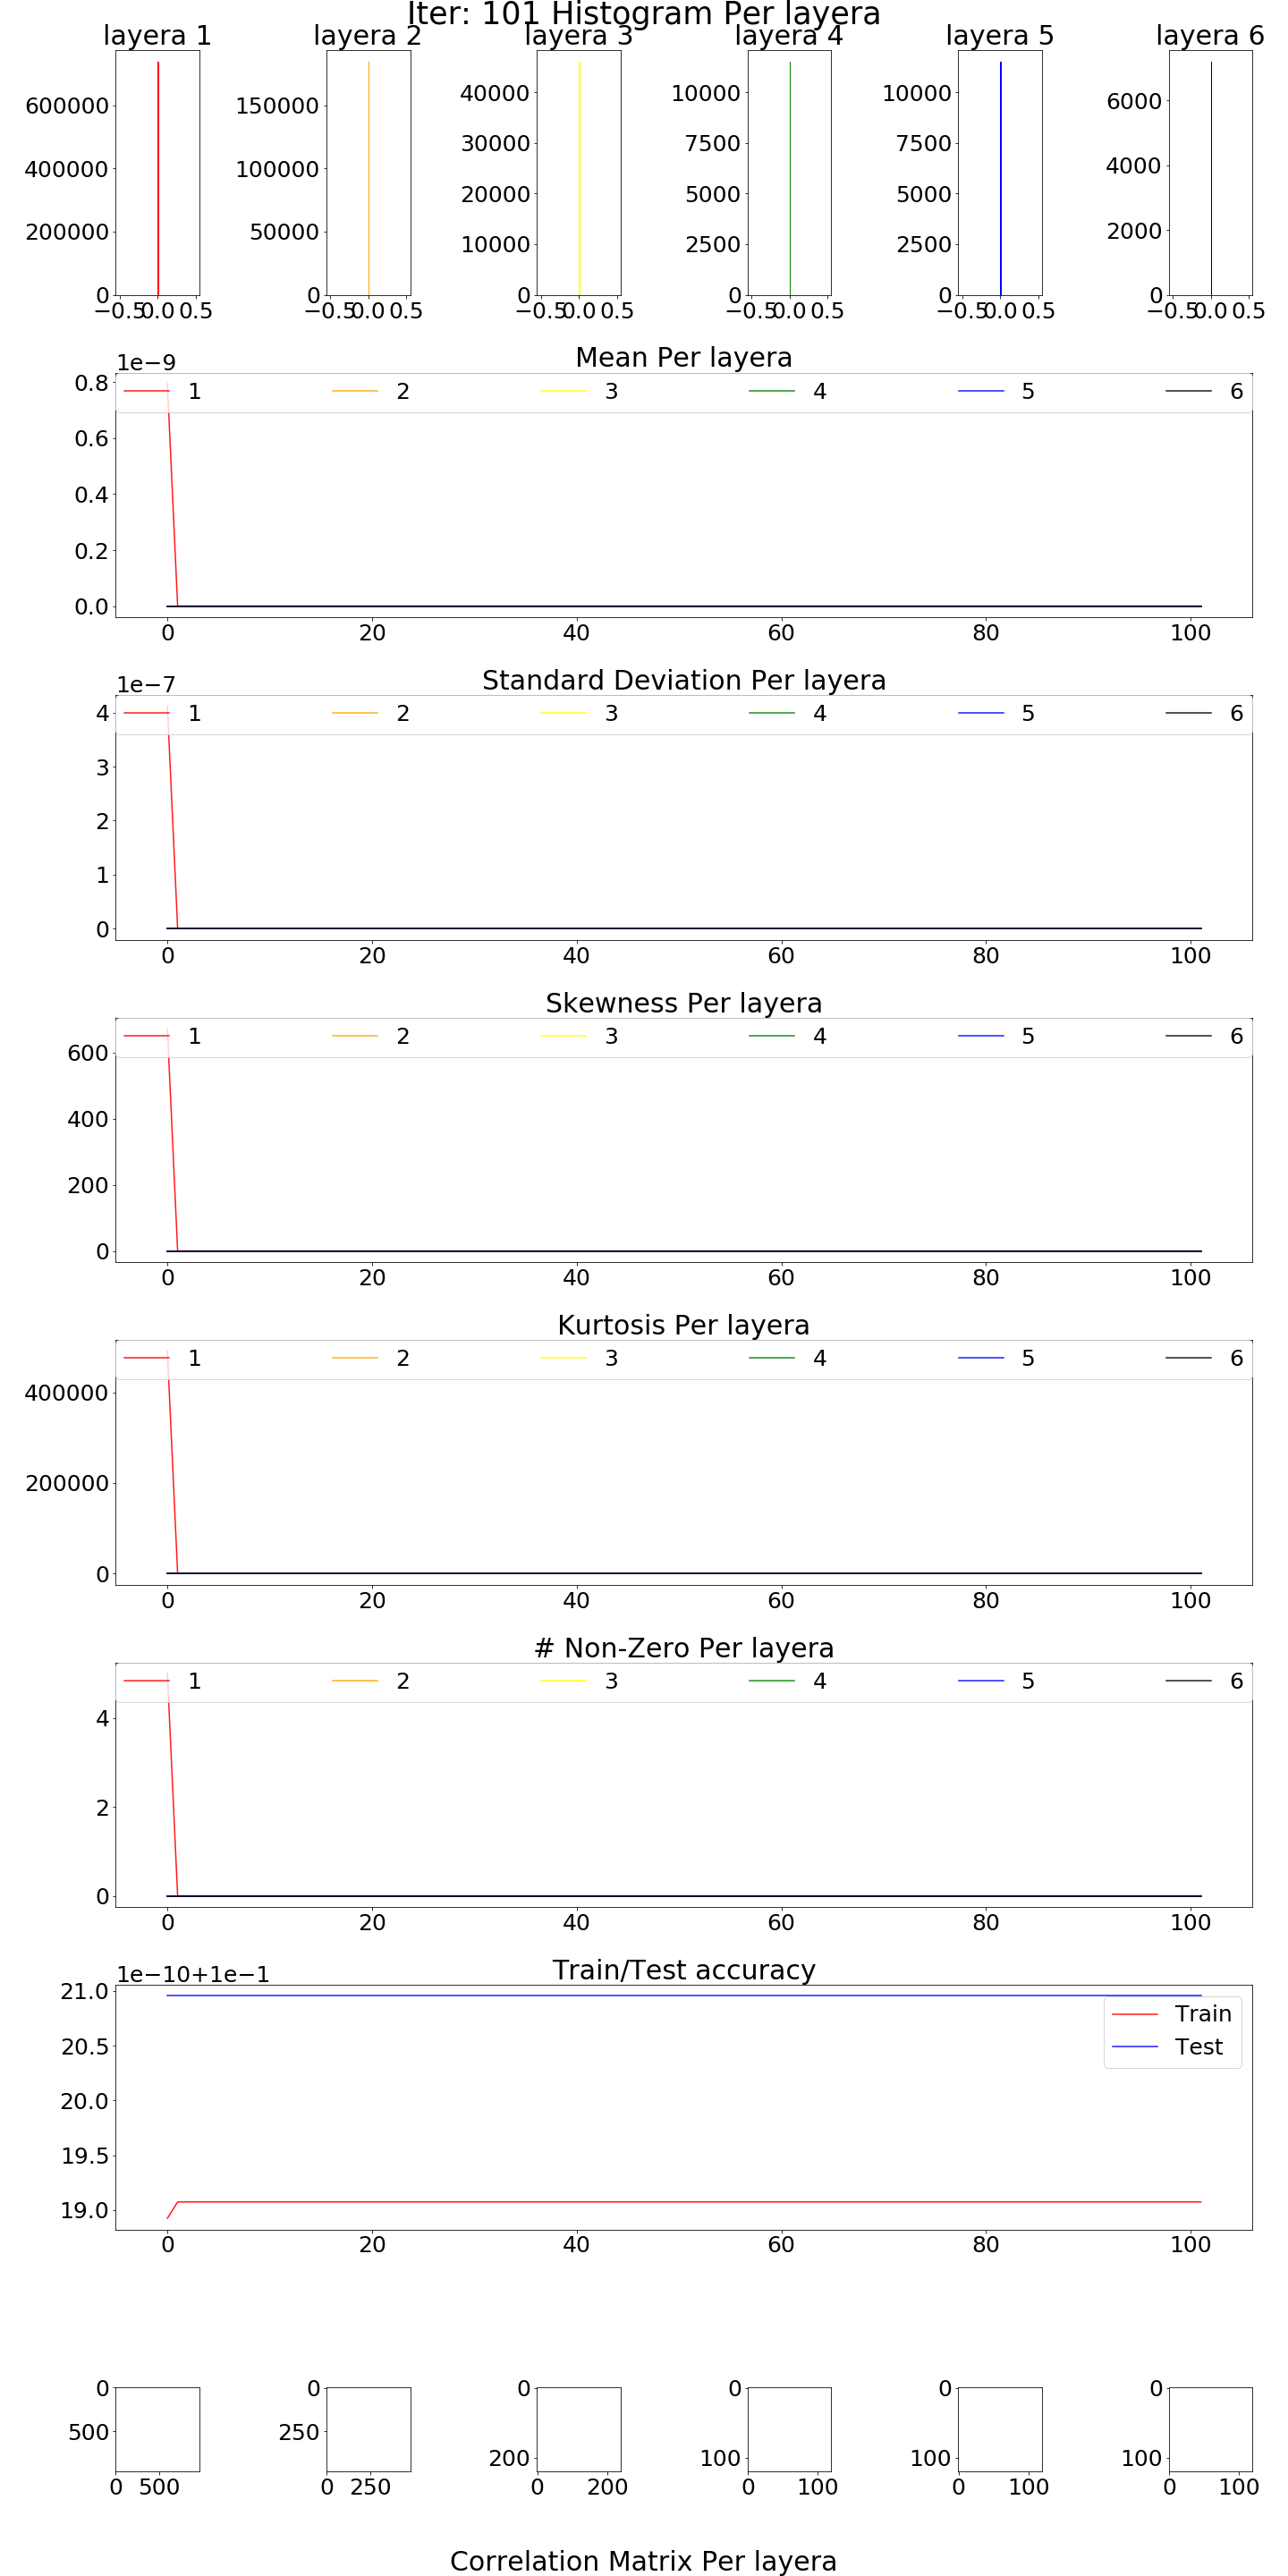 Iter: 101 Histogram Per layera
layera 1 layera 2 layera 3 layera 4 layera 5 layera 6
600000 150000 40000 10000 10000 6000
400000 100000 30000 7500 7500 4000
200000 50000 20000 5000 5000 2000
10000 2500 2500
0 0 0 0 0 0
−0.5 0.0 0.5 −0.5 0.0 0.5 −0.5 0.0 0.5 −0.5 0.0 0.5 −0.5 0.0 0.5 −0.5 0.0 0.5
1e−9 Mean Per layera
0.8 1 2 3 4 5 6
0.6
0.4
0.2
0.0
0 20 40 60 80 100
1e−7 Standard Deviation Per layera
4 1 2 3 4 5 6
3
2
1
0
0 20 40 60 80 100
Skewness Per layera
1 2 3 4 5 6
600
400
200
0
0 20 40 60 80 100
Kurtosis Per layera
1 2 3 4 5 6
400000
200000
0
0 20 40 60 80 100
# Non-Zero Per layera
1 2 3 4 5 6
4
2
0
0 20 40 60 80 100
1e−10+1e−1 Train/Test accuracy
21.0
Train
20.5 Test
20.0
19.5
19.0
0 20 40 60 80 100
0 0 0 0 0 0
500 250 200 100 100 100
0 500 0 250 0 200 0 100 0 100 0 100
Correlation Matrix Per layera